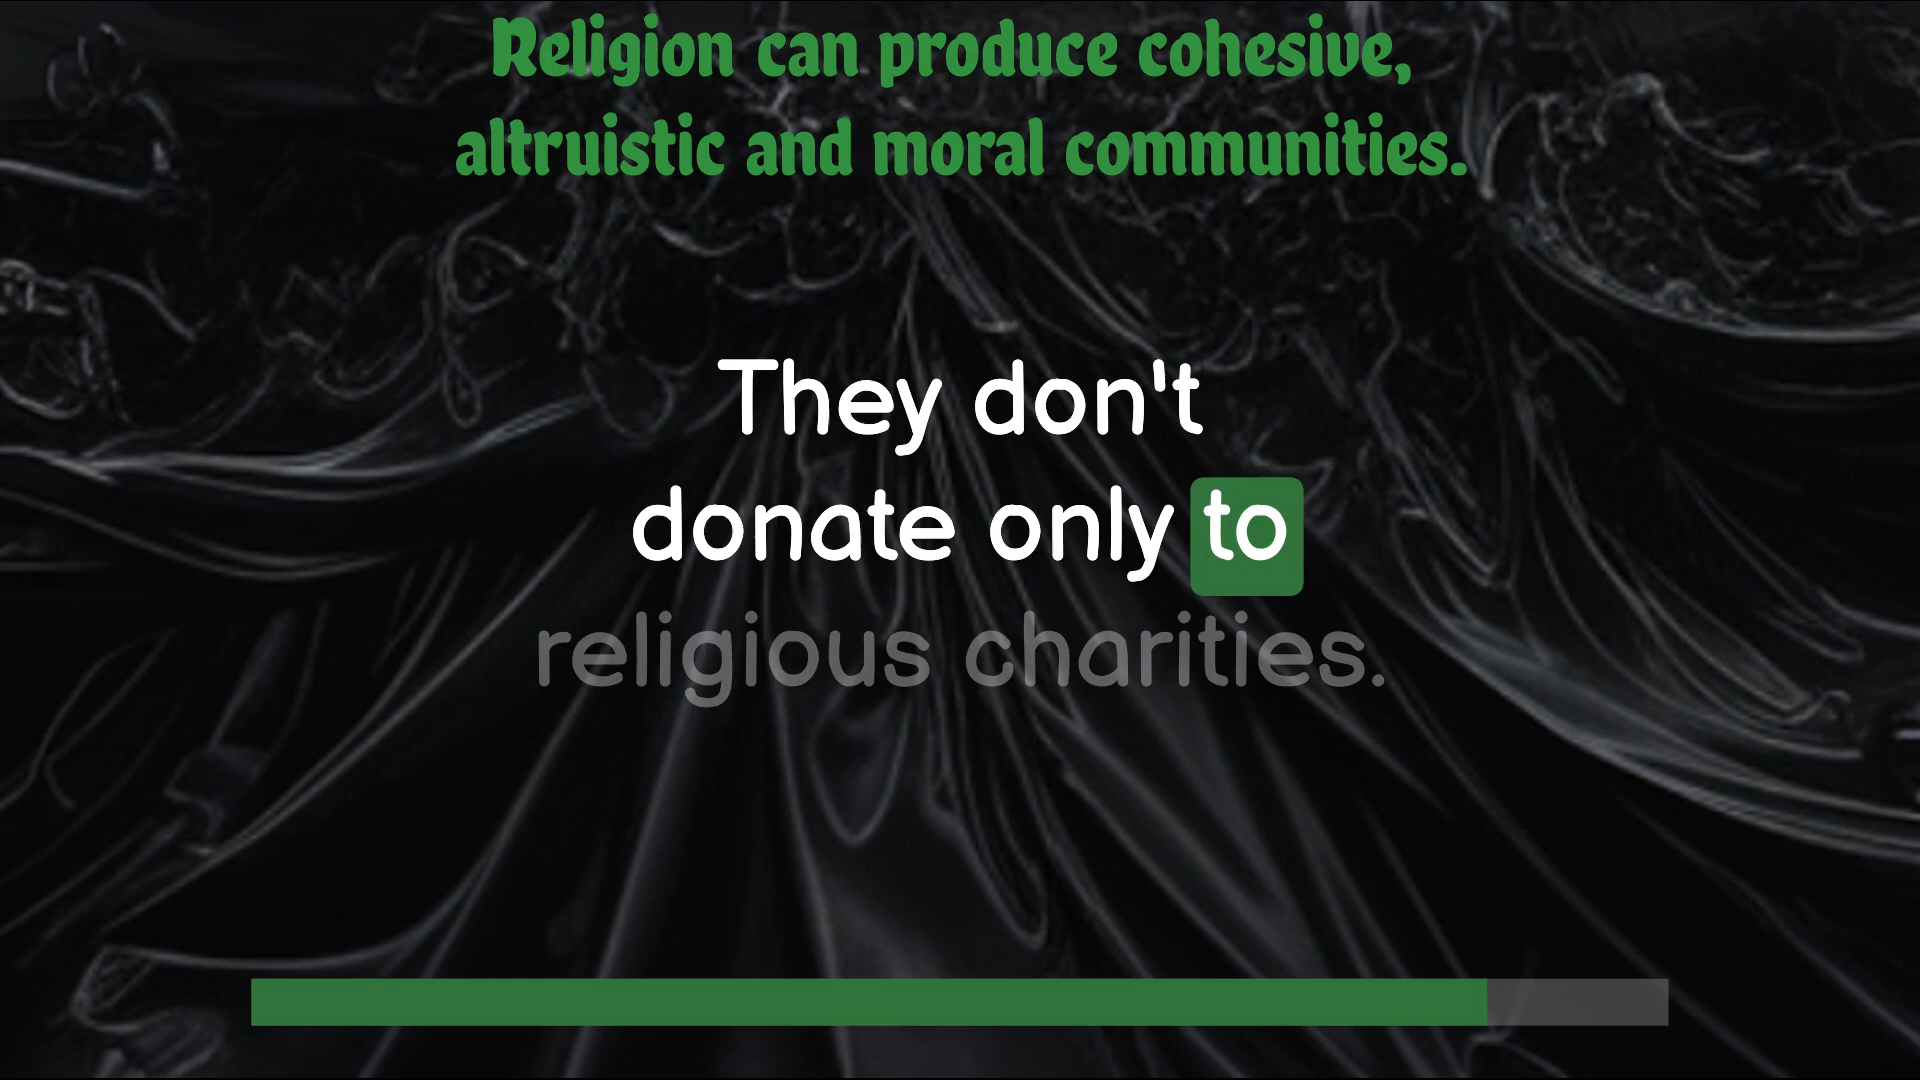 Religion can produce cohesive,
altruistic and moral communities.
They don't
donate only to
religious charities.